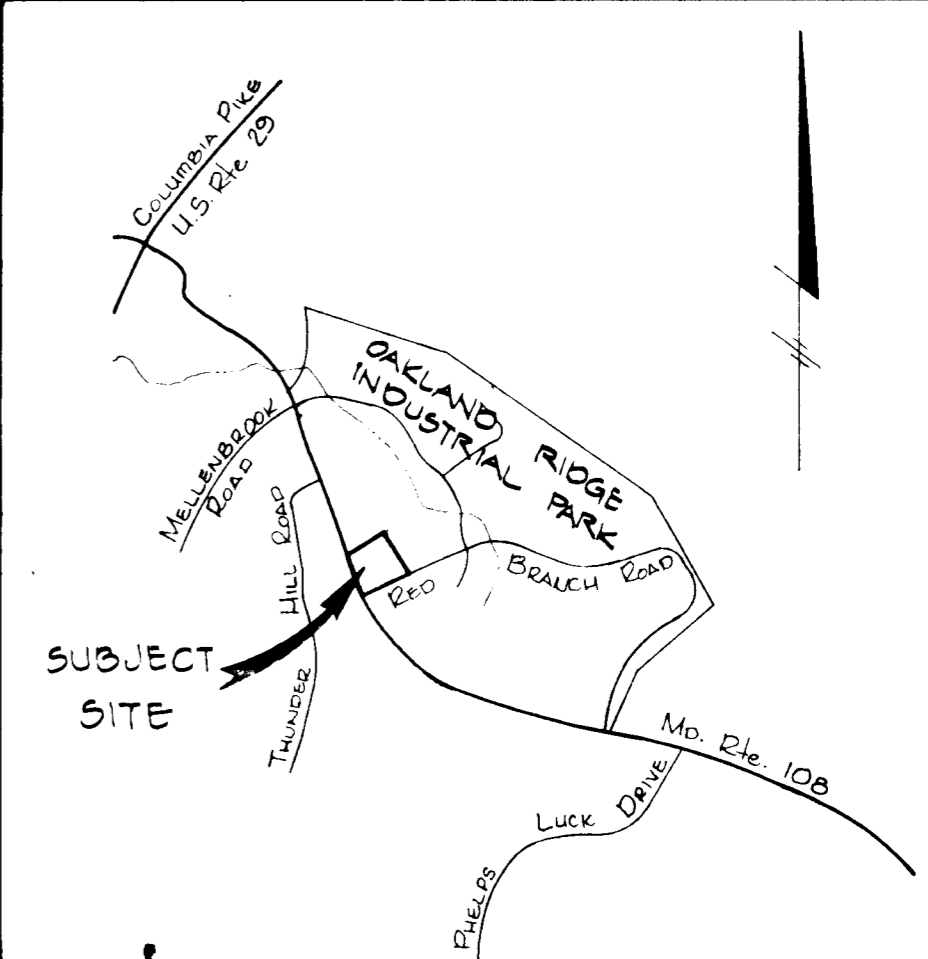 COLUMBIA PIKE
U.S. Rte 29
OAKLAND RIDGE
INDUSTRIAL PARK
MELLENBROOK
ROAD
THUNDER HILL ROAD
RED BRANCH ROAD
SUBJECT
SITE
MD. Rte. 108
PHELPS LUCK DRIVE